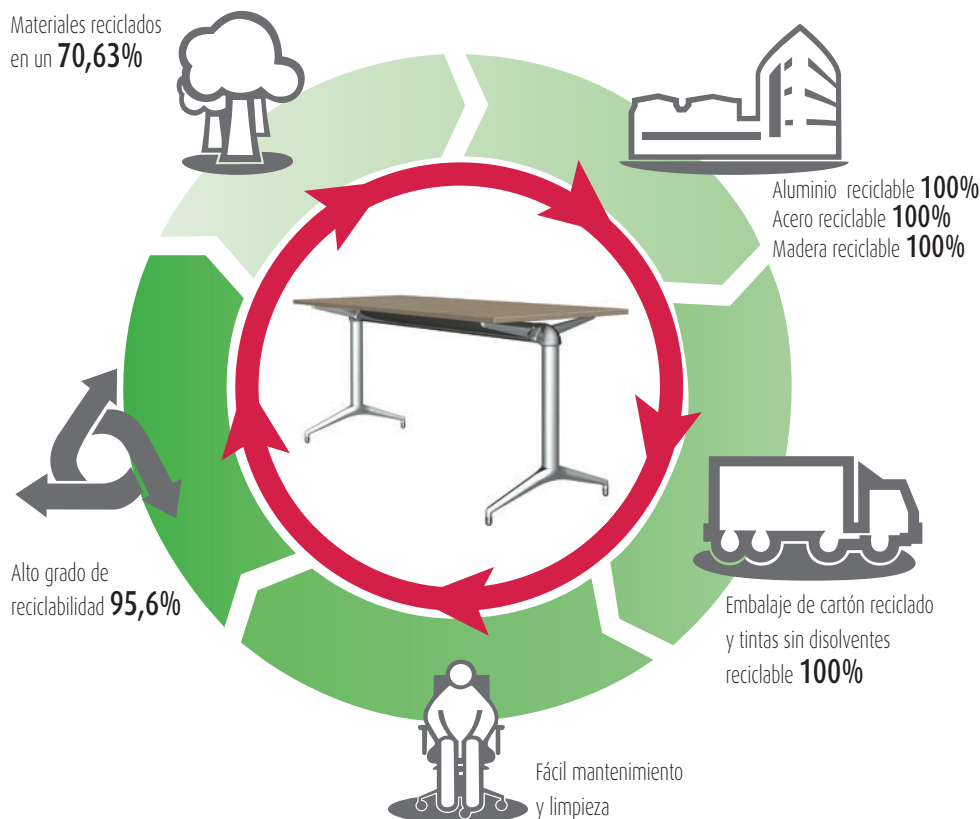 Materiales reciclados
en un 70,63%
Aluminio reciclable 100%
Acero reciclable 100%
Madera reciclable 100%
Embalaje de cartón reciclado
y tintas sin disolventes
reciclable 100%
Fácil mantenimiento
y limpieza
Alto grado de
reciclabilidad 95,6%